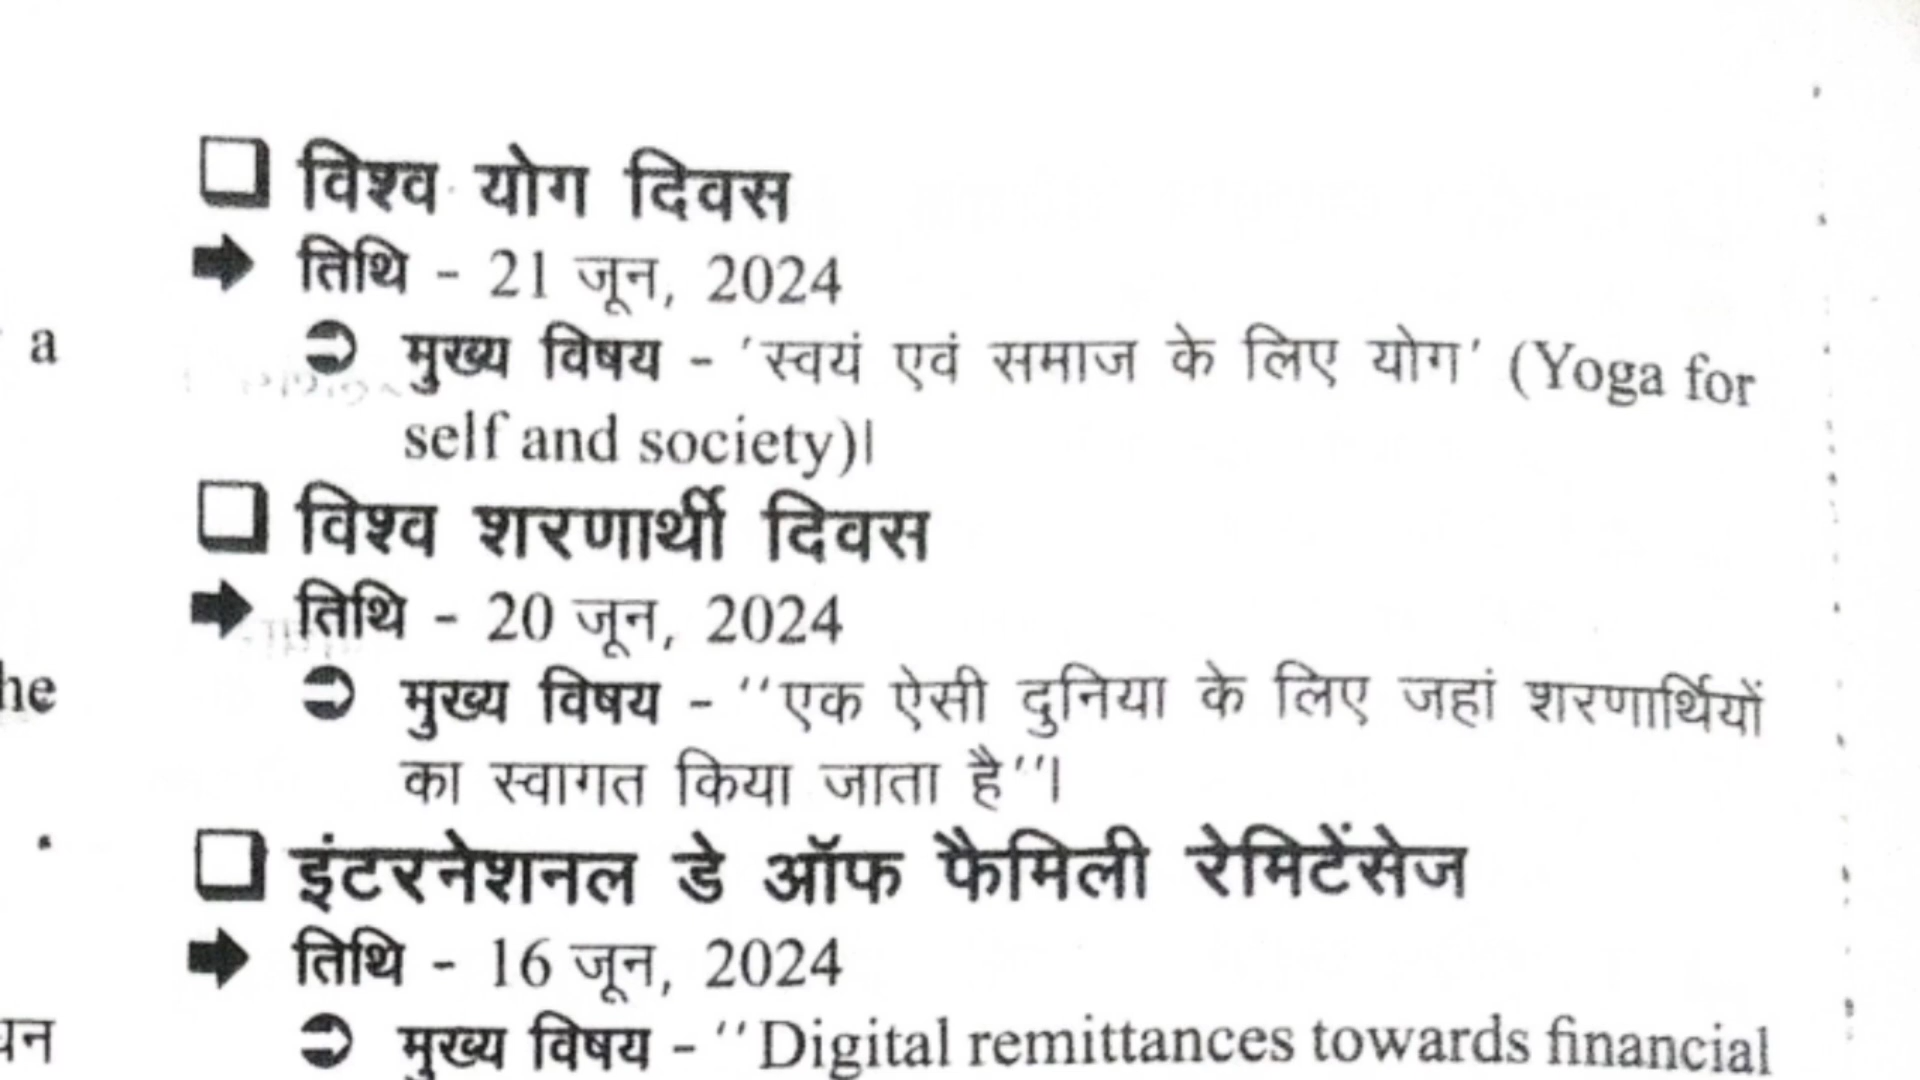 विश्व योग दिवस
तिथि - 21 जून, 2024
मुख्य विषय - 'स्वयं एवं समाज के लिए योग' (Yoga for
self and society)।
विश्व शरणार्थी दिवस
तिथि - 20 जून, 2024
मुख्य विषय - ''एक ऐसी दुनिया के लिए जहां शरणार्थियों
का स्वागत किया जाता है''।
इंटरनेशनल डे ऑफ फैमिली रेमिटेंसेज
तिथि - 16 जून, 2024
मुख्य विषय - ''Digital remittances towards financial
a